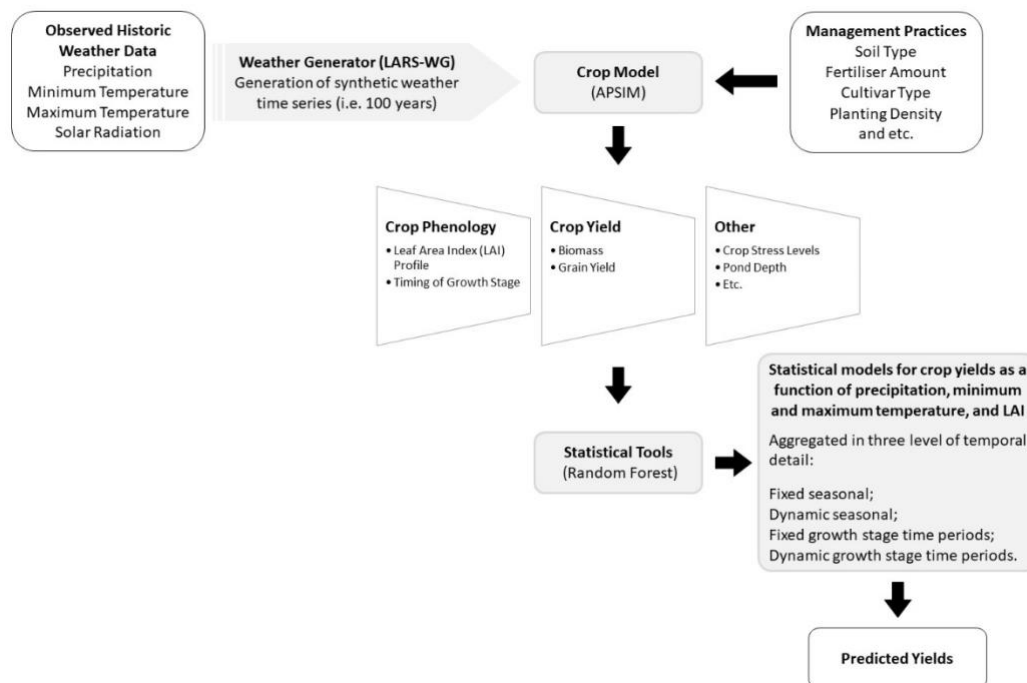 Observed Historic
Weather Data
Precipitation
Minimum Temperature
Maximum Temperature
Solar Radiation
Weather Generator (LARS-WG)
Generation of synthetic weather
time series (i.e. 100 years)
Crop Model
(APSIM)
Management Practices
Soil Type
Fertiliser Amount
Cultivar Type
Planting Density
and etc.
Crop Phenology
• Leaf Area Index (LAI)
Profile
• Timing of Growth Stage
Crop Yield
• Biomass
• Grain Yield
Other
• Crop Stress Levels
• Pond Depth
• Etc.
Statistical Tools
(Random Forest)
Statistical models for crop yields as a
function of precipitation, minimum
and maximum temperature, and LAI
Aggregated in three level of temporal
detail:
Fixed seasonal;
Dynamic seasonal;
Fixed growth stage time periods;
Dynamic growth stage time periods.
Predicted Yields